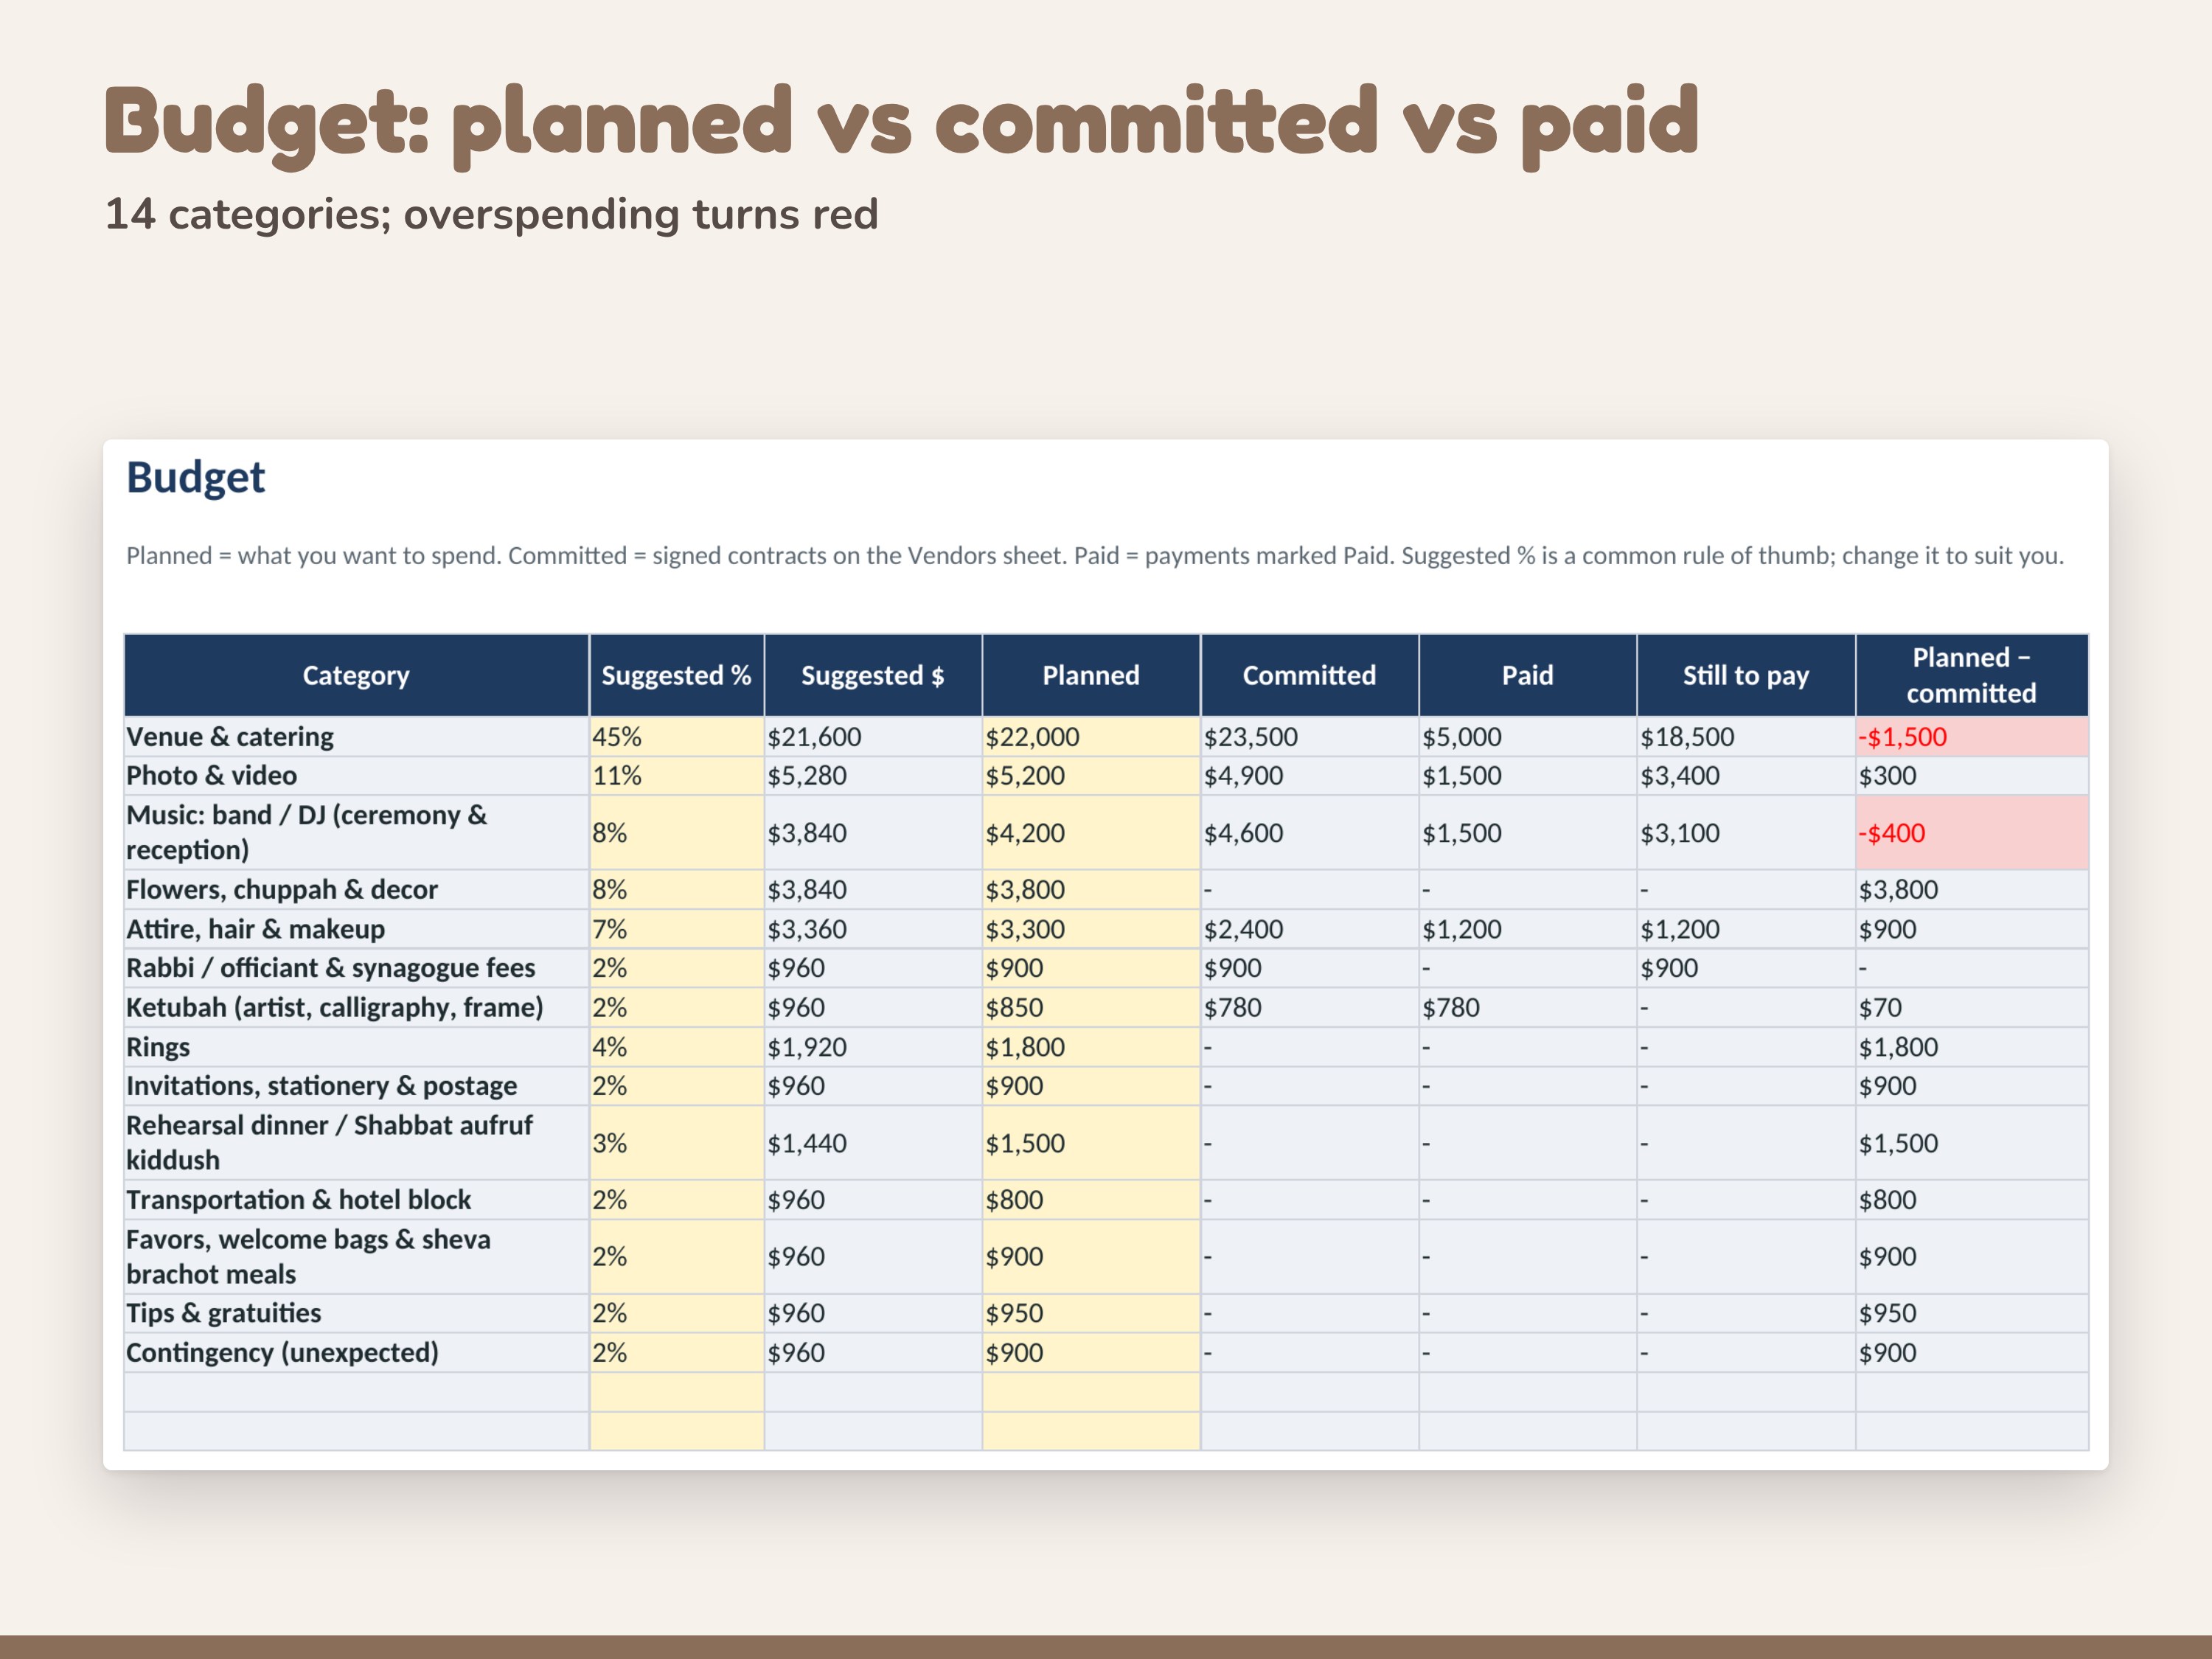 Budget: planned vs committed vs paid
14 categories; overspending turns red
Budget
Planned = what you want to spend. Committed = signed contracts on the Vendors sheet. Paid = payments marked Paid. Suggested % is a common rule of thumb; change it to suit you.
Category Suggested % Suggested $ Planned Committed Paid Still to pay Planned –
committed
Venue & catering 45% $21,600 $22,000 $23,500 $5,000 $18,500 -$1,500
Photo & video 11% $5,280 $5,200 $4,900 $1,500 $3,400 $300
Music: band / DJ (ceremony &
reception) 8% $3,840 $4,200 $4,600 $1,500 $3,100 -$400
Flowers, chuppah & decor 8% $3,840 $3,800 - - - $3,800
Attire, hair & makeup 7% $3,360 $3,300 $2,400 $1,200 $1,200 $900
Rabbi / officiant & synagogue fees 2% $960 $900 $900 - $900 -
Ketubah (artist, calligraphy, frame) 2% $960 $850 $780 $780 - $70
Rings 4% $1,920 $1,800 - - - $1,800
Invitations, stationery & postage 2% $960 $900 - - - $900
Rehearsal dinner / Shabbat aufruf
kiddush 3% $1,440 $1,500 - - - $1,500
Transportation & hotel block 2% $960 $800 - - - $800
Favors, welcome bags & sheva
brachot meals 2% $960 $900 - - - $900
Tips & gratuities 2% $960 $950 - - - $950
Contingency (unexpected) 2% $960 $900 - - - $900